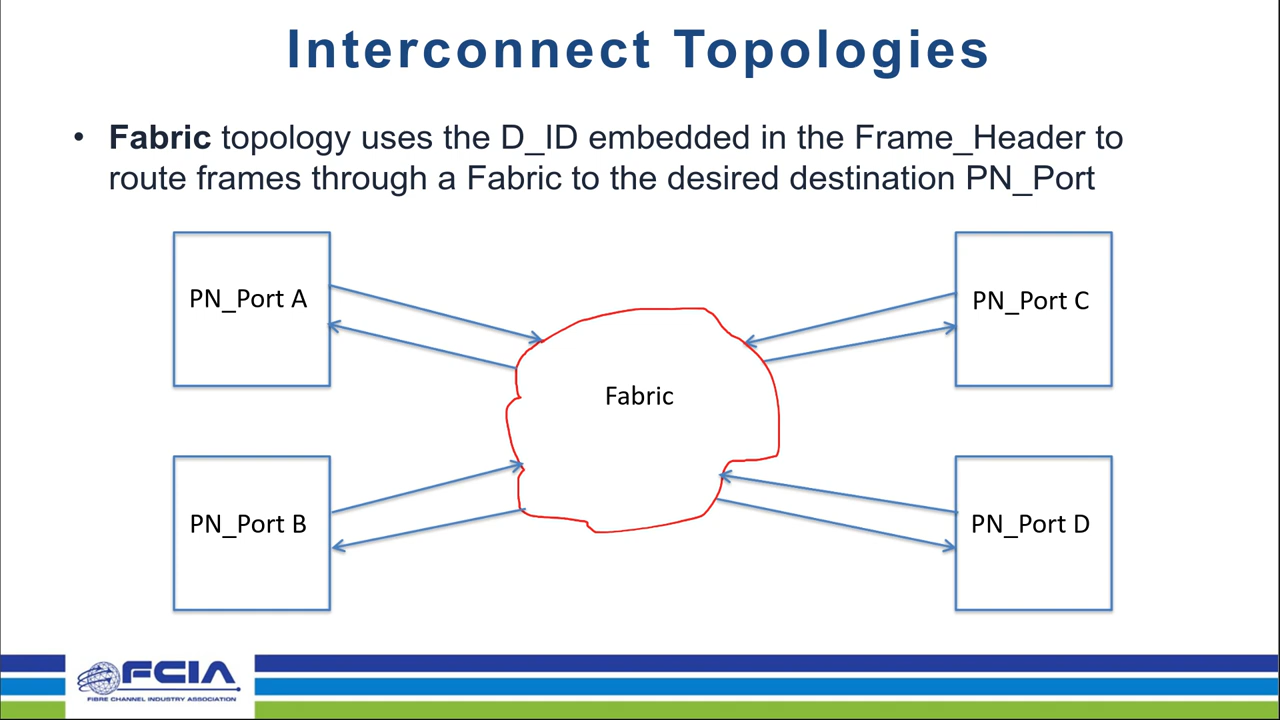 Interconnect Topologies
• Fabric topology uses the D_ID embedded in the Frame_Header to
route frames through a Fabric to the desired destination PN_Port
PN_Port A
PN_Port C
Fabric
PN_Port B
PN_Port D
FCIA
FIBRE CHANNEL INDUSTRY ASSOCIATION